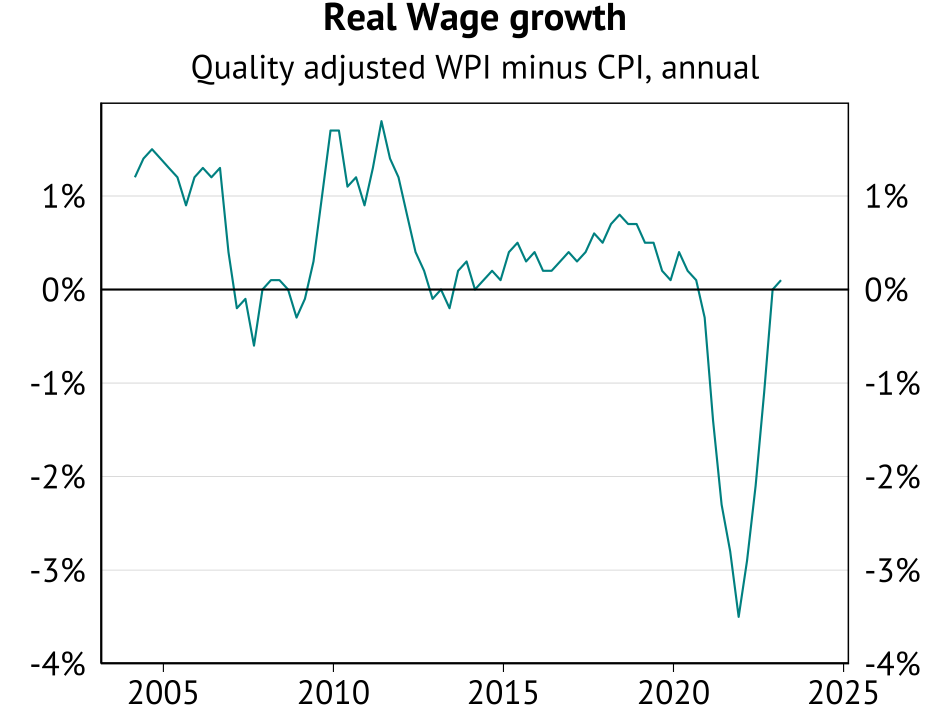 Real Wage growth
Quality adjusted WPI minus CPI, annual
1% 1%
0% 0%
-1% -1%
-2% -2%
-3% -3%
-4% -4%
2005 2010 2015 2020 2025